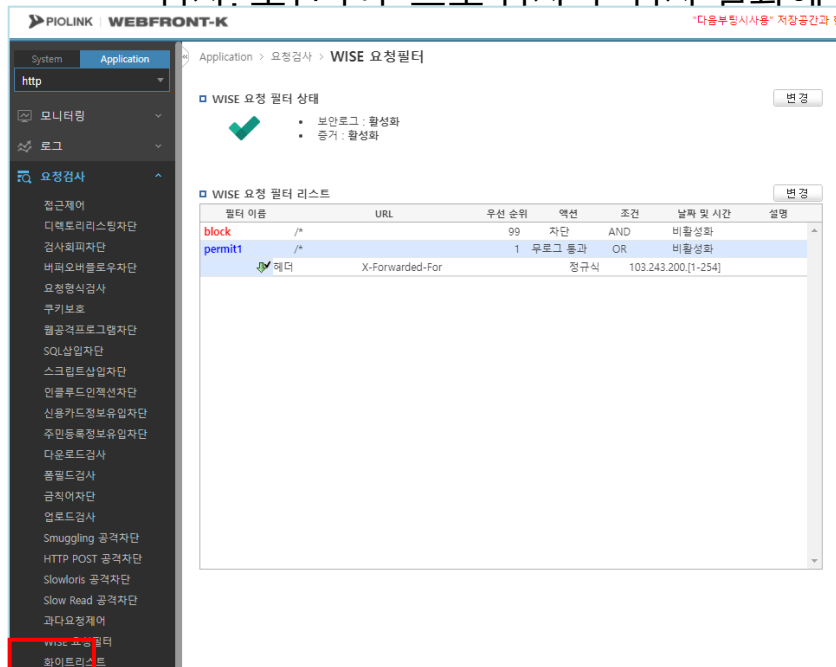 PIOLINK WEBFRONT-K
"다음부팅시사용" 저장공간과
System Application
http
모니터링
로그
요청검사
접근제어
디렉토리리스팅차단
검사회피차단
버퍼오버플로우차단
요청형식검사
쿠키보호
웹공격프로그램차단
SQL삽입차단
스크립트삽입차단
인클루드인젝션차단
신용카드정보유입차단
주민등록정보유입차단
다운로드검사
폼필드검사
금칙어차단
업로드검사
Smuggling 공격차단
HTTP POST 공격차단
Slowloris 공격차단
Slow Read 공격차단
과다요청제어
WISE 요청필터
화이트리스트
Application > 요청검사 > WISE 요청필터
WISE 요청 필터 상태 변경
• 보안로그 : 활성화
• 증거 : 활성화
WISE 요청 필터 리스트 변경
필터 이름 URL 우선 순위 액션 조건 날짜 및 시간 설명
block /* 99 차단 AND 비활성화
permit1 /* 1 무로그 통과 OR 비활성화
헤더 X-Forwarded-For 정규식 103.243.200.[1-254]